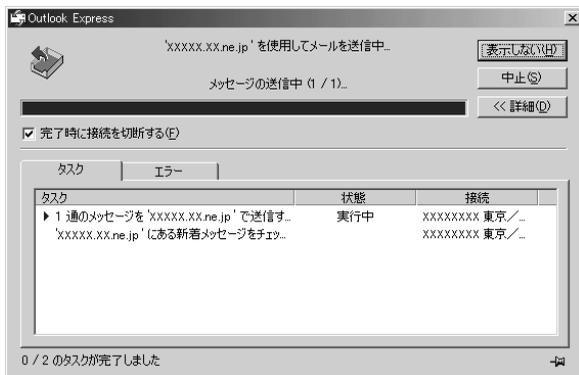 Outlook Express
'xxxxx.xx.ne.jp' を使用してメールを送信中...
表示しない(H)
メッセージの送信中 (1 / 1)...
中止(S)
<< 詳細(D)
完了時に接続を切断する(F)
タスク
エラー
タスク 状態 接続
1 通のメッセージを 'xxxxx.xx.ne.jp' で送信す... 実行中 xxxxxxxx 東京／...
'xxxxx.xx.ne.jp' にある新着メッセージをチェッ... xxxxxxxx 東京／...
0 / 2 のタスクが完了しました